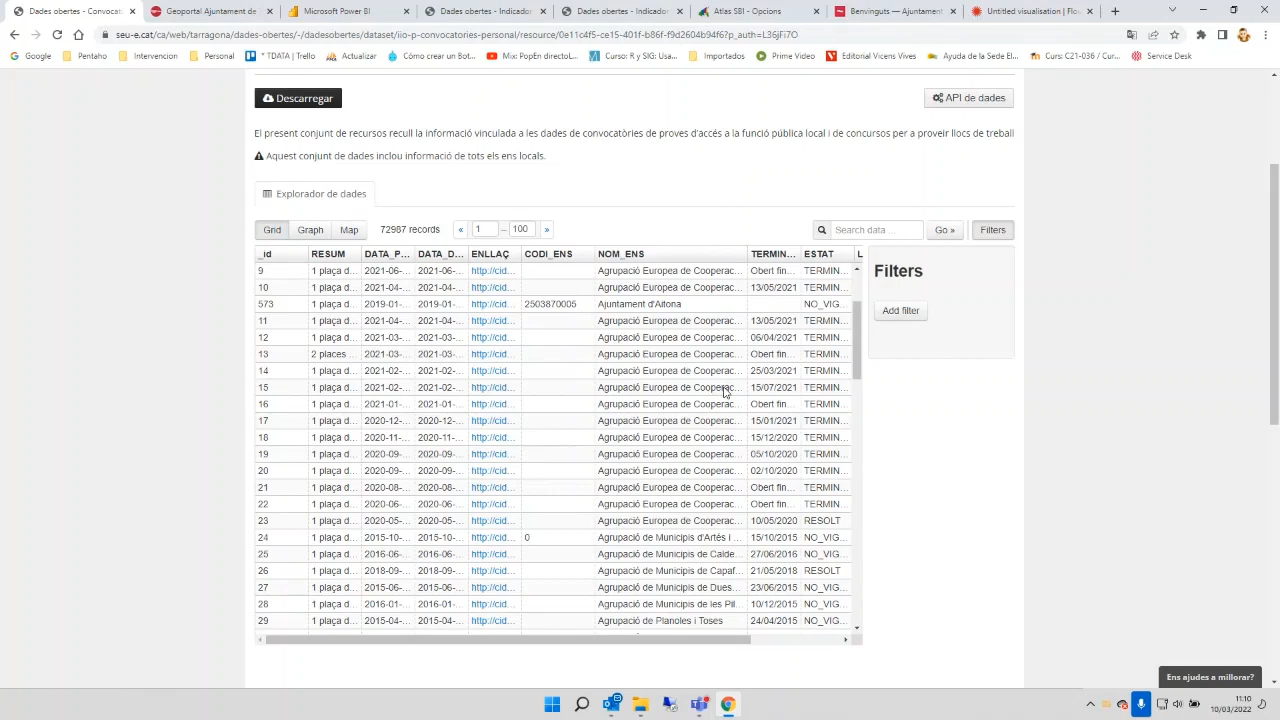 Dades obertes - Convocat
Geoportal Ajuntament de
Microsoft Power BI
Dades obertes - Indicador
Dades obertes - Indicador
Atlas SBI - Opcions
Benvinguts — Ajuntament
Untitled visualisation | Flo
seu-e.cat/ca/web/tarragona/dades-obertes/-/dadesobertes/dataset/iio-p-convocatories-personal/resource/0e11c4f5-ce15-401f-b86f-f9d2604b94f6?p_auth=L36jFi7O
Google
Pentaho
Intervencion
Personal
* TDATA | Trello
Actualizar
Cómo crear un Bot...
Mix: PopEn directoL...
Curso: R y SIG: Usa...
Importados
Prime Video
Editorial Vicens Vives
Ayuda de la Sede El...
Curs: C21-036 / Cur...
Service Desk
Descarregar
API de dades
El present conjunt de recursos recull la informació vinculada a les dades de convocatòries de proves d'accés a la funció pública local i de concursos per a proveir llocs de treball
Aquest conjunt de dades inclou informació de tots els ens locals.
Explorador de dades
Grid Graph Map 72987 records « 1 – 100 » Search data ... Go » Filters
_id RESUM DATA_P... DATA_D... ENLLAÇ CODI_ENS NOM_ENS TERMIN... ESTAT L
9 1 plaça d... 2021-06-... 2021-06-... http://cid... Agrupació Europea de Cooperac... Obert fin... TERMIN...
10 1 plaça d... 2021-04-... 2021-04-... http://cid... Agrupació Europea de Cooperac... 13/05/2021 TERMIN...
573 1 plaça d... 2019-01-... 2019-01-... http://cid... 2503870005 Ajuntament d'Aitona NO_VIG...
11 1 plaça d... 2021-04-... 2021-04-... http://cid... Agrupació Europea de Cooperac... 13/05/2021 TERMIN...
12 1 plaça d... 2021-03-... 2021-03-... http://cid... Agrupació Europea de Cooperac... 06/04/2021 TERMIN...
13 2 places ... 2021-03-... 2021-03-... http://cid... Agrupació Europea de Cooperac... Obert fin... TERMIN...
14 1 plaça d... 2021-02-... 2021-02-... http://cid... Agrupació Europea de Cooperac... 25/03/2021 TERMIN...
15 1 plaça d... 2021-02-... 2021-02-... http://cid... Agrupació Europea de Cooperac... 15/07/2021 TERMIN...
16 1 plaça d... 2021-01-... 2021-01-... http://cid... Agrupació Europea de Cooperac... Obert fin... TERMIN...
17 1 plaça d... 2020-12-... 2020-12-... http://cid... Agrupació Europea de Cooperac... 15/01/2021 TERMIN...
18 1 plaça d... 2020-11-... 2020-11-... http://cid... Agrupació Europea de Cooperac... 15/12/2020 TERMIN...
19 1 plaça d... 2020-09-... 2020-09-... http://cid... Agrupació Europea de Cooperac... 05/10/2020 TERMIN...
20 1 plaça d... 2020-09-... 2020-09-... http://cid... Agrupació Europea de Cooperac... 02/10/2020 TERMIN...
21 1 plaça d... 2020-08-... 2020-08-... http://cid... Agrupació Europea de Cooperac... Obert fin... TERMIN...
22 1 plaça d... 2020-06-... 2020-06-... http://cid... Agrupació Europea de Cooperac... Obert fin... TERMIN...
23 1 plaça d... 2020-05-... 2020-05-... http://cid... Agrupació Europea de Cooperac... 10/05/2020 RESOLT
24 1 plaça d... 2015-10-... 2015-10-... http://cid... 0 Agrupació de Municipis d'Artés i ... 15/10/2015 NO_VIG...
25 1 plaça d... 2016-06-... 2016-06-... http://cid... Agrupació de Municipis de Calde... 27/06/2016 NO_VIG...
26 1 plaça d... 2018-09-... 2018-09-... http://cid... Agrupació de Municipis de Capaf... 21/05/2018 RESOLT
27 1 plaça d... 2015-06-... 2015-06-... http://cid... Agrupació de Municipis de Dues... 23/06/2015 NO_VIG...
28 1 plaça d... 2016-01-... 2016-01-... http://cid... Agrupació de Municipis de les Pil... 10/12/2015 NO_VIG...
29 1 plaça d... 2015-04-... 2015-04-... http://cid... Agrupació de Planoles i Toses 24/04/2015 NO_VIG...
Filters
Add filter
Ens ajudes a millorar?
11:10
10/03/2022